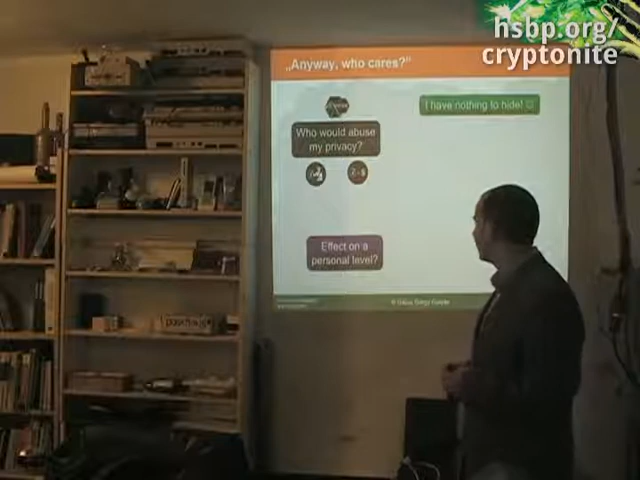 hsbp.org/
cryptonite
„Anyway, who cares?"
I have nothing to hide!
Who would abuse
my privacy?
Effect on a
personal level?